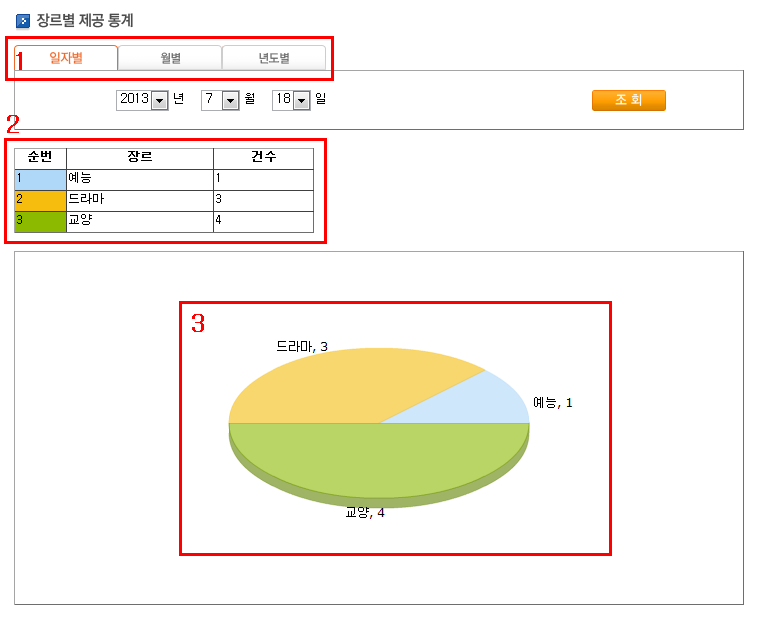 장르별 제공 통계
1
일자별 월별 년도별
2013 년 7 월 18 일 조 회
2
순번 장르 건수
1 예능 1
2 드라마 3
3 교양 4
3
드라마, 3
예능, 1
교양, 4